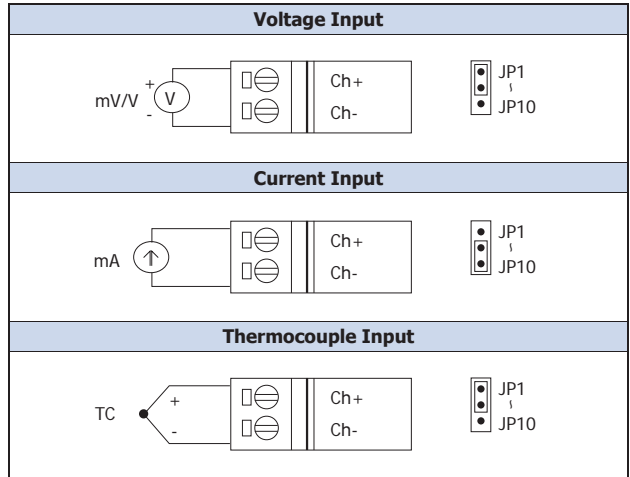 Voltage Input
mV/V
+
V
-
Ch+
Ch-
JP1
~
JP10
Current Input
mA
Ch+
Ch-
JP1
~
JP10
Thermocouple Input
TC
+
-
Ch+
Ch-
JP1
~
JP10